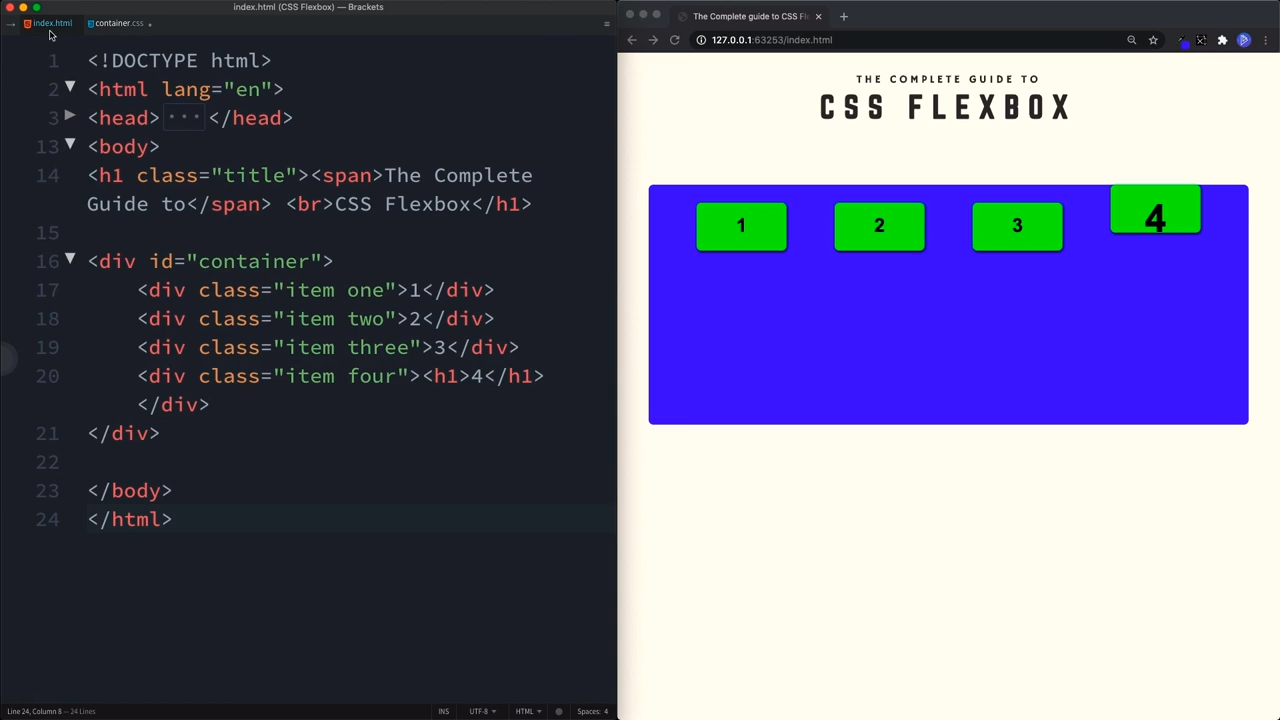 index.html (CSS Flexbox) — Brackets
index.html
container.css
1 <!DOCTYPE html>
2 <html lang="en">
3 <head>···</head>
13 <body>
14 <h1 class="title"><span>The Complete
Guide to</span> <br>CSS Flexbox</h1>
15
16 <div id="container">
17 <div class="item one">1</div>
18 <div class="item two">2</div>
19 <div class="item three">3</div>
20 <div class="item four"><h1>4</h1>
</div>
21 </div>
22
23 </body>
24 </html>
Line 24, Column 8 — 24 Lines
INS UTF-8 HTML Spaces: 4
The Complete guide to CSS Fl
127.0.0.1:63253/index.html
THE COMPLETE GUIDE TO
CSS FLEXBOX
1 2 3 4